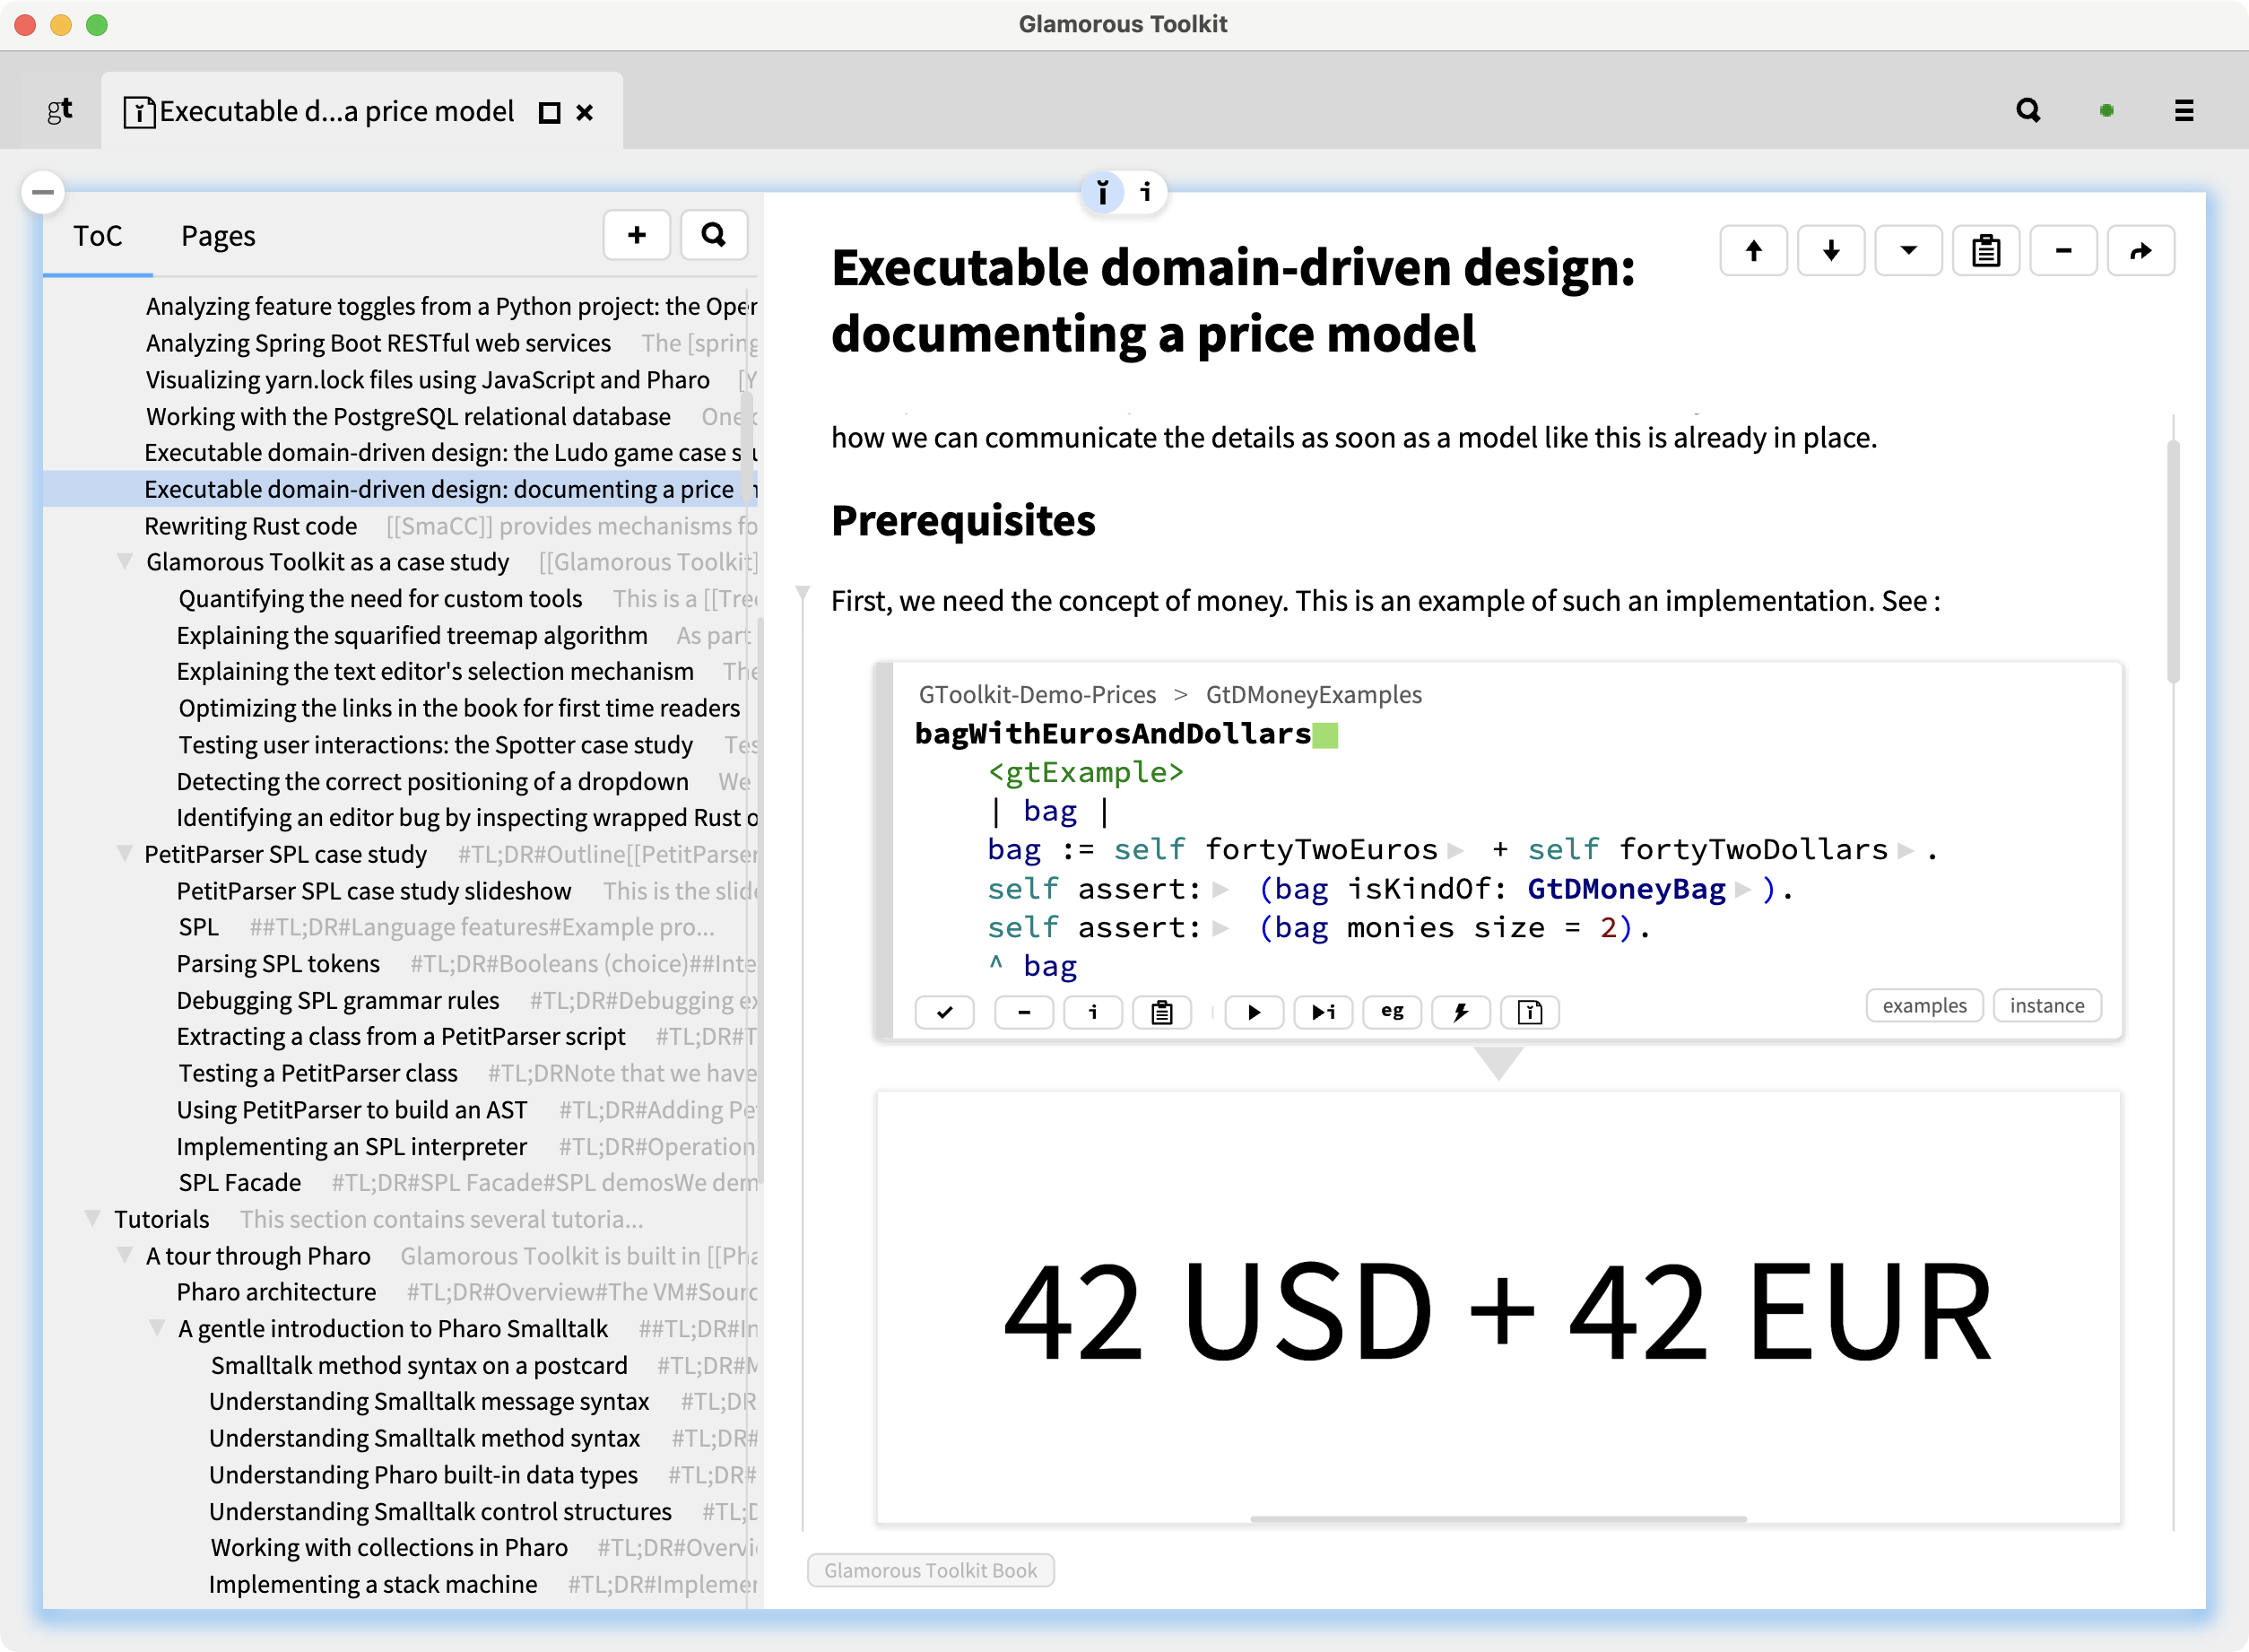 Glamorous Toolkit
gt
Executable d...a price model
ToC
Pages
Analyzing feature toggles from a Python project: the Oper
Analyzing Spring Boot RESTful web services The [spring
Visualizing yarn.lock files using JavaScript and Pharo [Y
Working with the PostgreSQL relational database One
Executable domain-driven design: the Ludo game case stu
Executable domain-driven design: documenting a price
Rewriting Rust code [[SmaCC]] provides mechanisms fo
Glamorous Toolkit as a case study [[Glamorous Toolkit]
Quantifying the need for custom tools This is a [[Tree
Explaining the squarified treemap algorithm As part
Explaining the text editor's selection mechanism The
Optimizing the links in the book for first time readers
Testing user interactions: the Spotter case study Tes
Detecting the correct positioning of a dropdown We
Identifying an editor bug by inspecting wrapped Rust o
PetitParser SPL case study #TL;DR#Outline[[PetitParser
PetitParser SPL case study slideshow This is the slide
SPL ##TL;DR#Language features#Example pro...
Parsing SPL tokens #TL;DR#Booleans (choice)##Inte
Debugging SPL grammar rules #TL;DR#Debugging ex
Extracting a class from a PetitParser script #TL;DR#T
Testing a PetitParser class #TL;DRNote that we have
Using PetitParser to build an AST #TL;DR#Adding Pet
Implementing an SPL interpreter #TL;DR#Operation
SPL Facade #TL;DR#SPL Facade#SPL demosWe dem
Tutorials This section contains several tutoria...
A tour through Pharo Glamorous Toolkit is built in [[Pha
Pharo architecture #TL;DR#Overview#The VM#Sourc
A gentle introduction to Pharo Smalltalk ##TL;DR#In
Smalltalk method syntax on a postcard #TL;DR#M
Understanding Smalltalk message syntax #TL;DR
Understanding Smalltalk method syntax #TL;DR#
Understanding Pharo built-in data types #TL;DR#
Understanding Smalltalk control structures #TL;D
Working with collections in Pharo #TL;DR#Overvi
Implementing a stack machine #TL;DR#Implemen
Executable domain-driven design:
documenting a price model
how we can communicate the details as soon as a model like this is already in place.
Prerequisites
First, we need the concept of money. This is an example of such an implementation. See :
GToolkit-Demo-Prices > GtDMoneyExamples
bagWithEurosAndDollars
<gtExample>
| bag |
bag := self fortyTwoEuros + self fortyTwoDollars .
self assert: (bag isKindOf: GtDMoneyBag ).
self assert: (bag monies size = 2).
^ bag
i
i
eg
examples
instance
42 USD + 42 EUR
Glamorous Toolkit Book